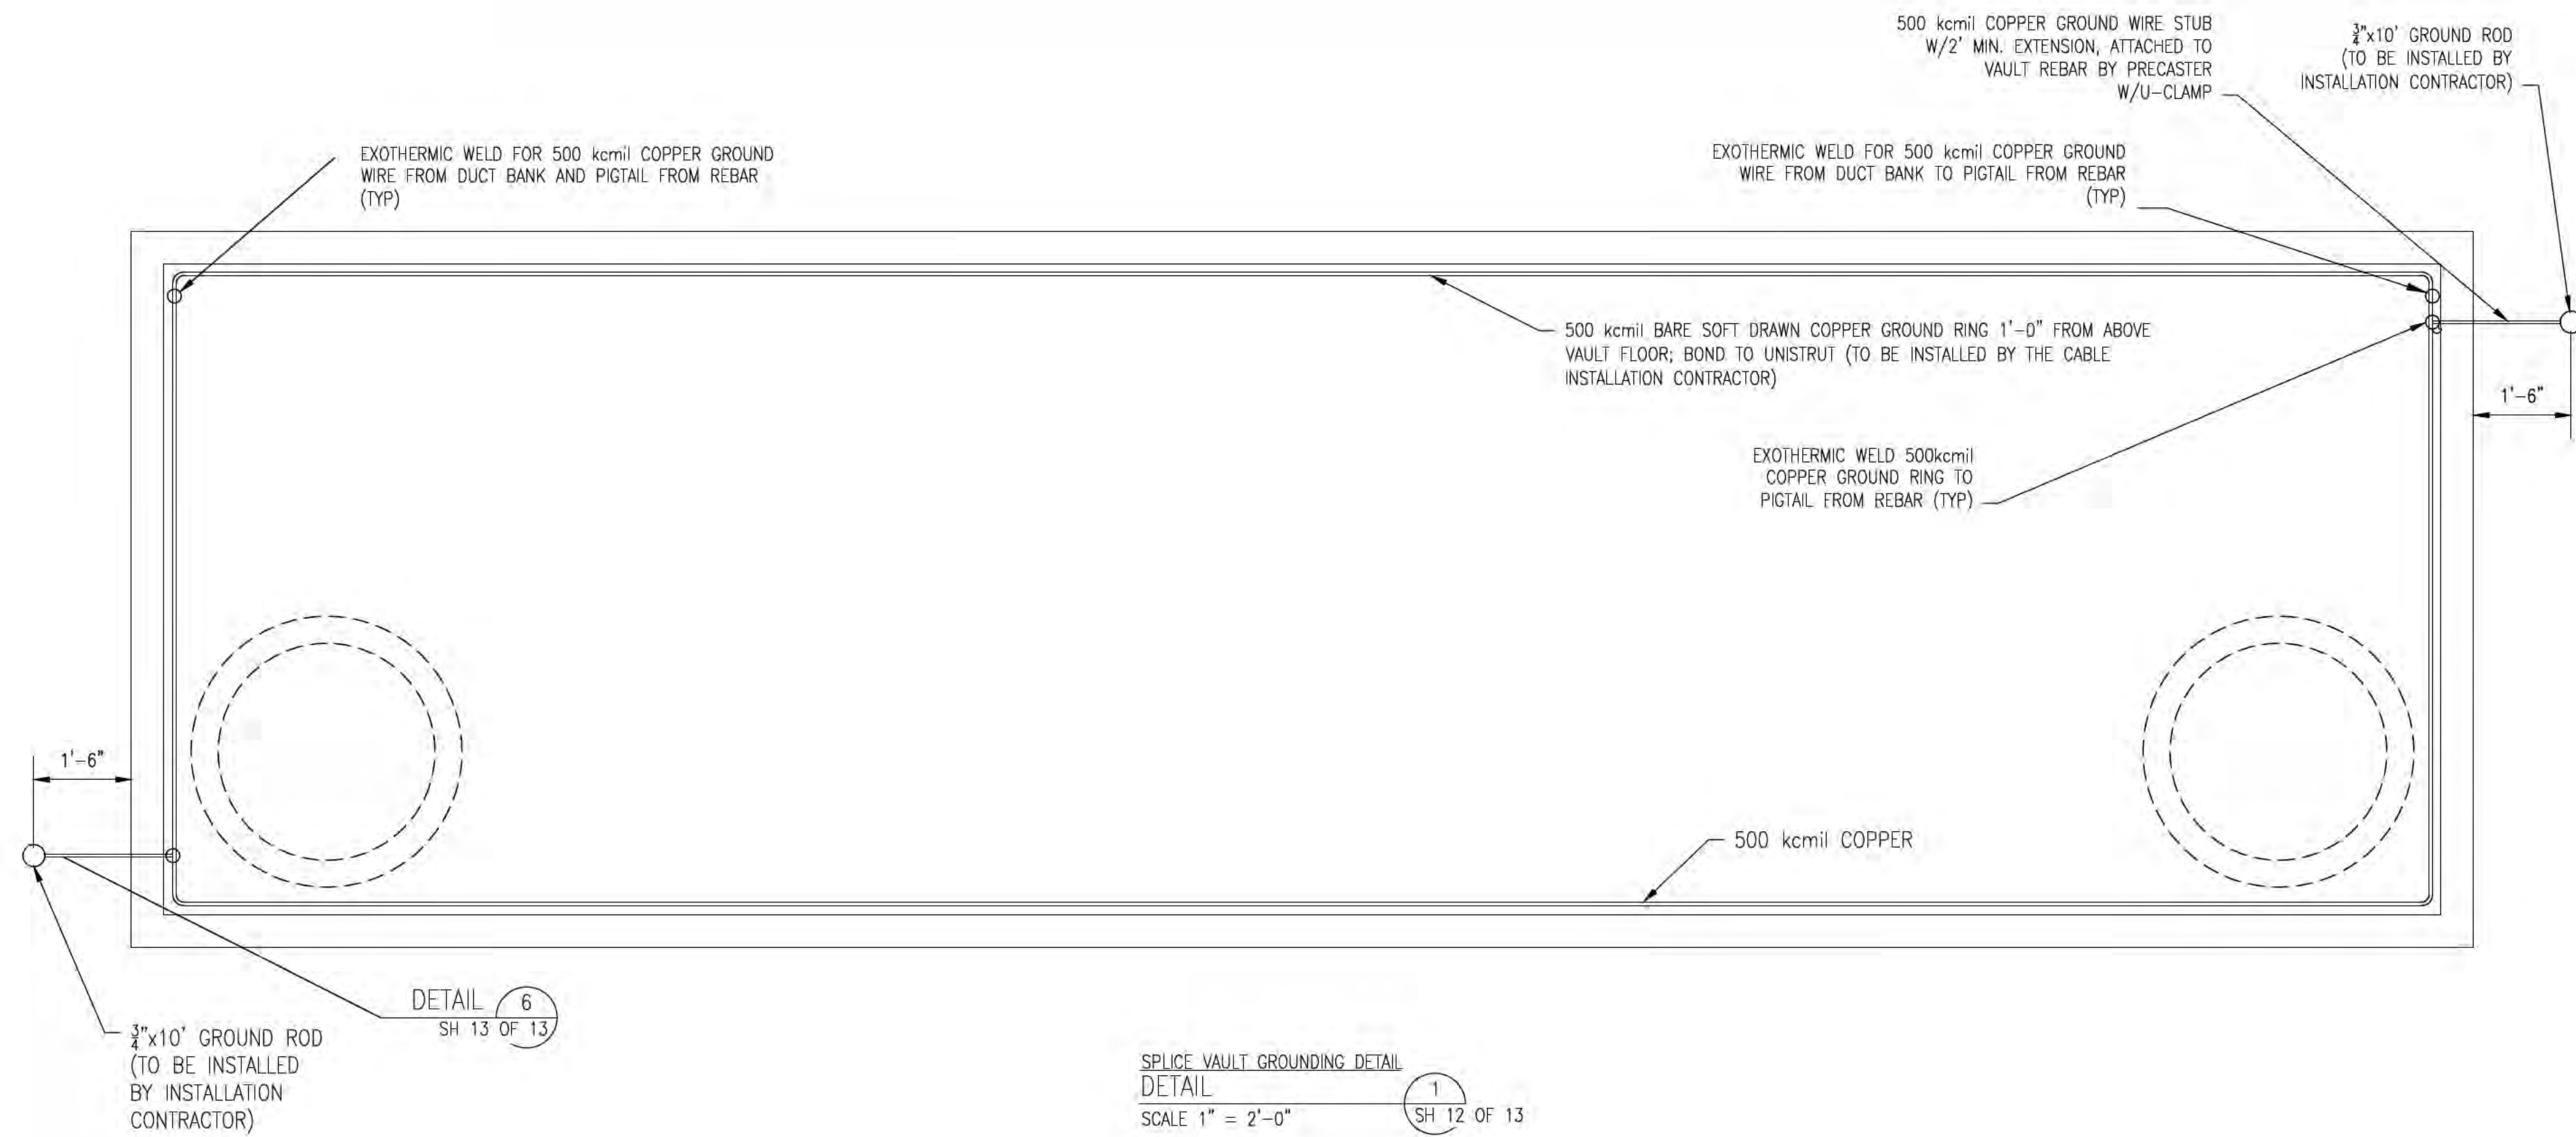 500 kcmil COPPER GROUND WIRE STUB
W/2' MIN. EXTENSION, ATTACHED TO
VAULT REBAR BY PRECASTER
W/U-CLAMP
3/4"x10' GROUND ROD
(TO BE INSTALLED BY
INSTALLATION CONTRACTOR)
EXOTHERMIC WELD FOR 500 kcmil COPPER GROUND
WIRE FROM DUCT BANK AND PIGTAIL FROM REBAR
(TYP)
EXOTHERMIC WELD FOR 500 kcmil COPPER GROUND
WIRE FROM DUCT BANK TO PIGTAIL FROM REBAR
(TYP)
500 kcmil BARE SOFT DRAWN COPPER GROUND RING 1'-0" FROM ABOVE
VAULT FLOOR; BOND TO UNISTRUT (TO BE INSTALLED BY THE CABLE
INSTALLATION CONTRACTOR)
1'-6"
EXOTHERMIC WELD 500kcmil
COPPER GROUND RING TO
PIGTAIL FROM REBAR (TYP)
1'-6"
500 kcmil COPPER
DETAIL 6
SH 13 OF 13
3/4"x10' GROUND ROD
(TO BE INSTALLED
BY INSTALLATION
CONTRACTOR)
SPLICE VAULT GROUNDING DETAIL
DETAIL 1
SCALE 1" = 2'-0" SH 12 OF 13